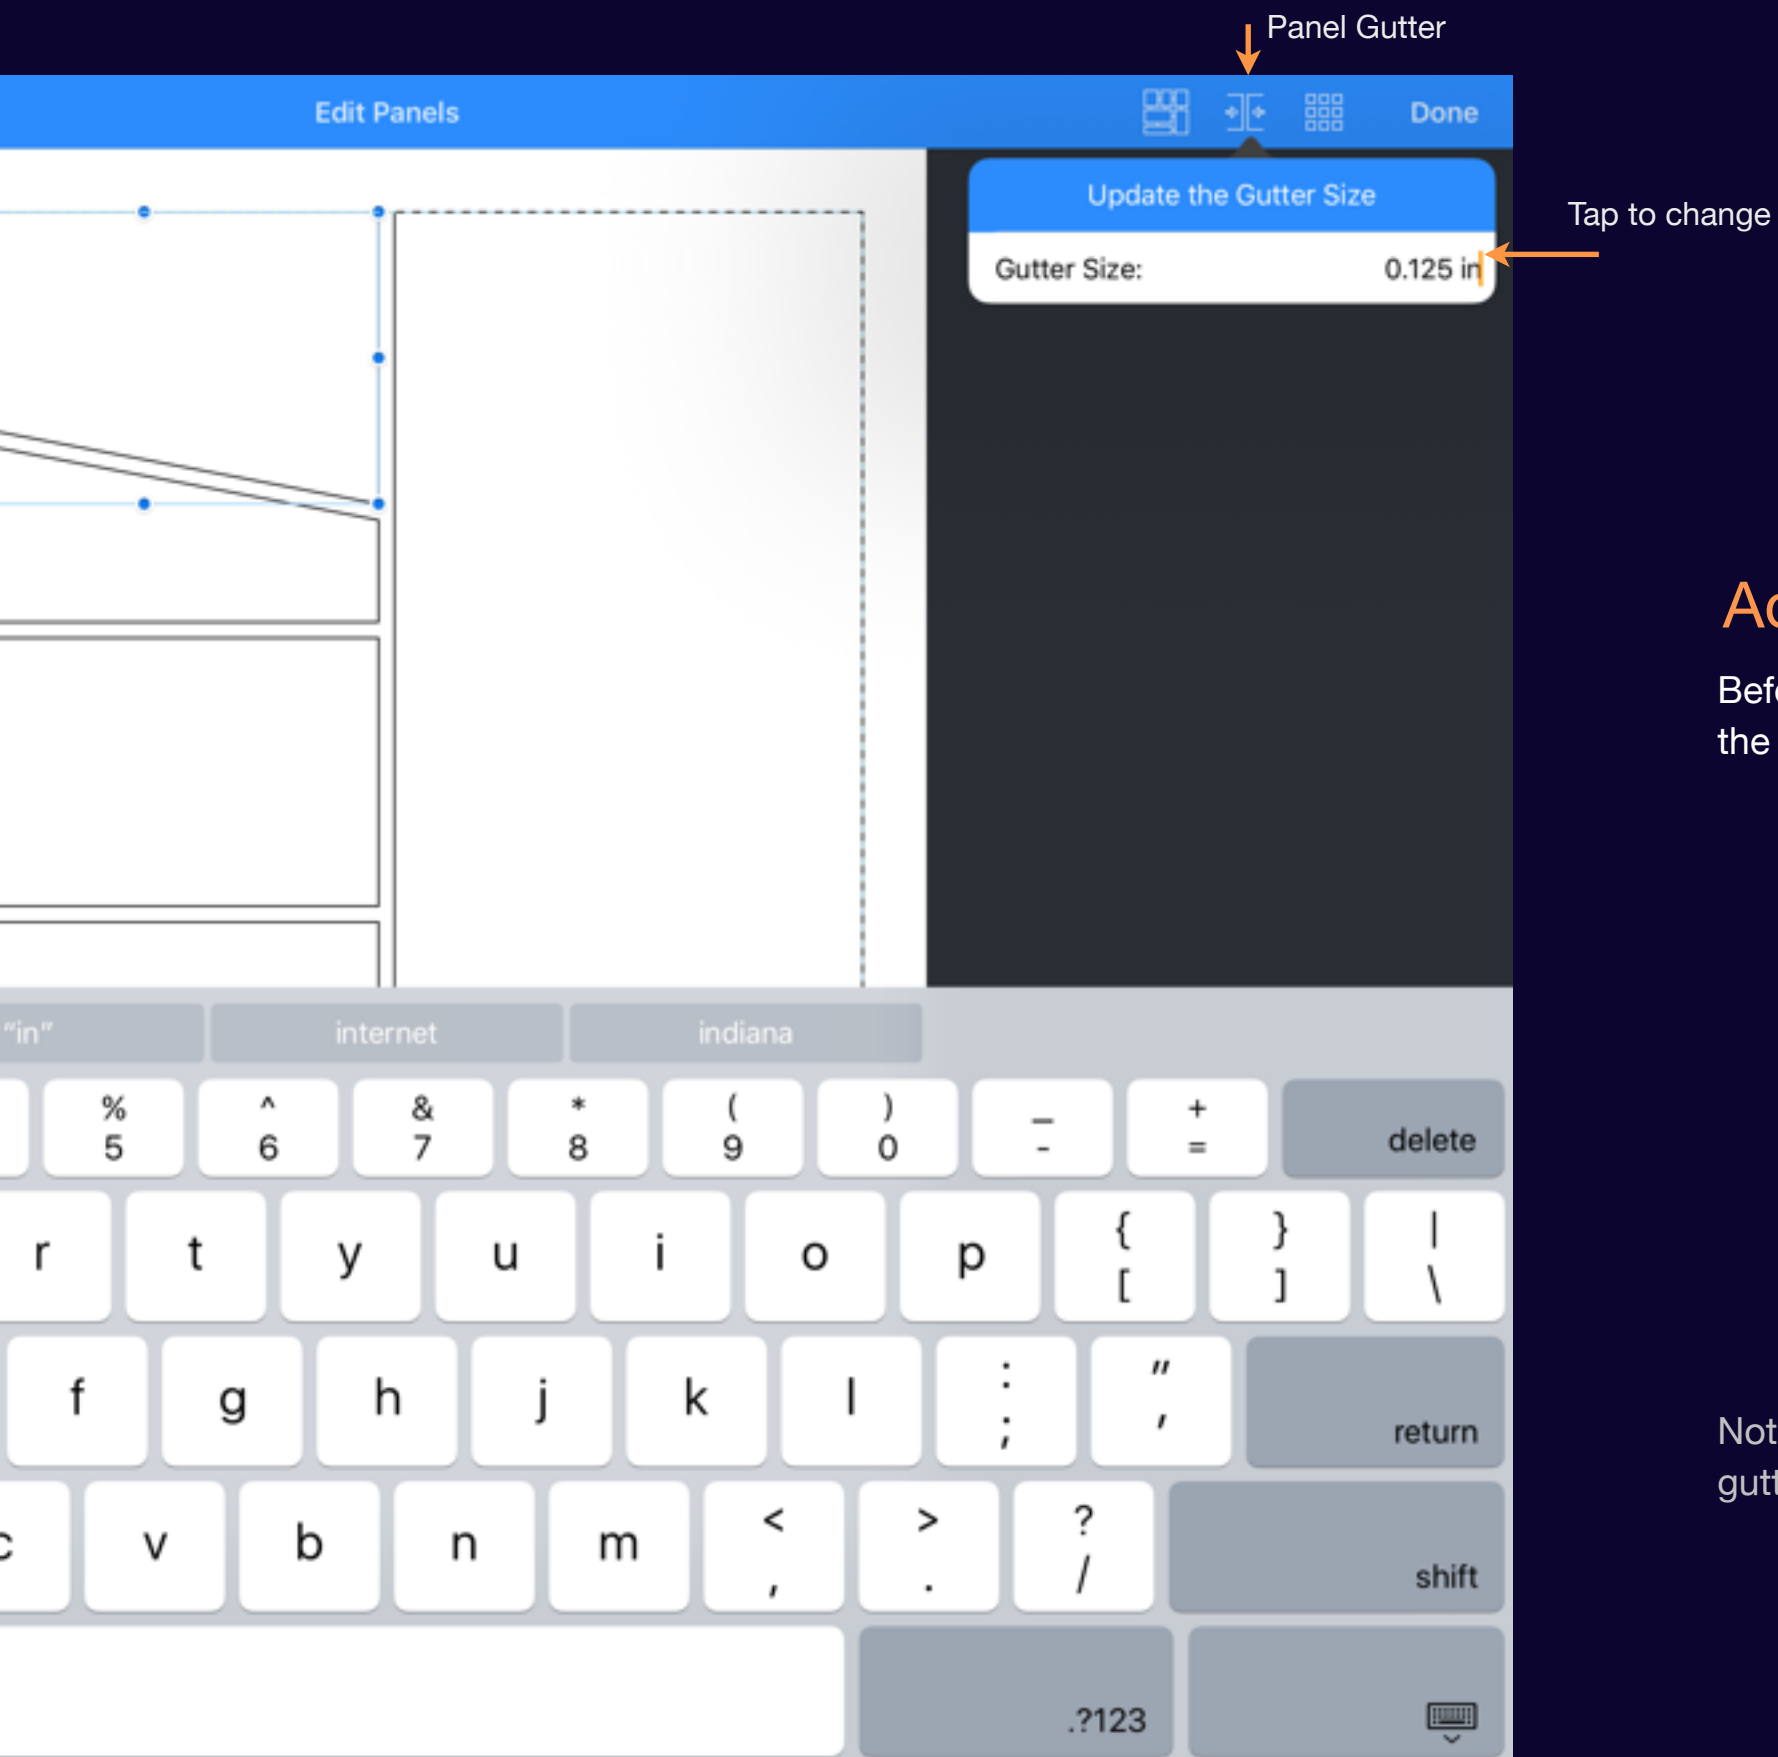 Panel Gutter
Edit Panels
Done
Update the Gutter Size
Tap to change
Gutter Size:
0.125 in
the
"in"
internet
indiana
% ^ & * ( ) _ +
5 6 7 8 9 0 - =
delete
r t y u i o p { } |
[ ] \
f g h j k l : "
; '
return
c v b n m < > ?
, . /
shift
.?123